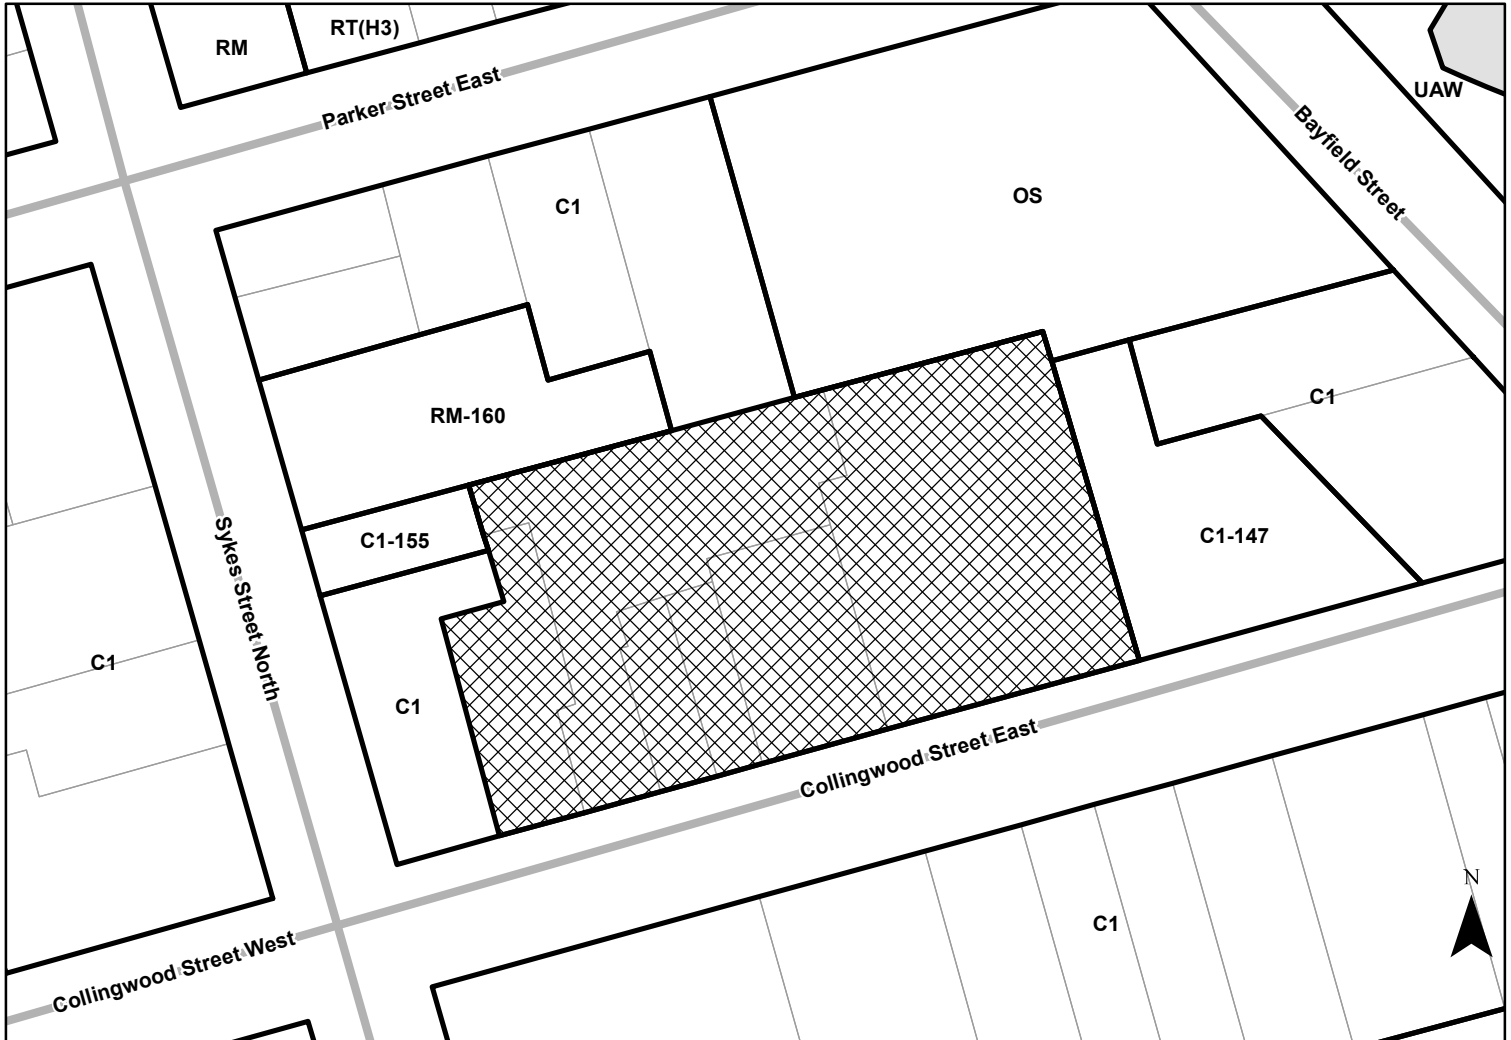 RM
RT(H3)
Parker Street East
UAW
Bayfield Street
OS
C1
C1
RM-160
C1-155
C1-147
Sykes Street North
C1
C1
Collingwood Street East
N
C1
Collingwood Street West